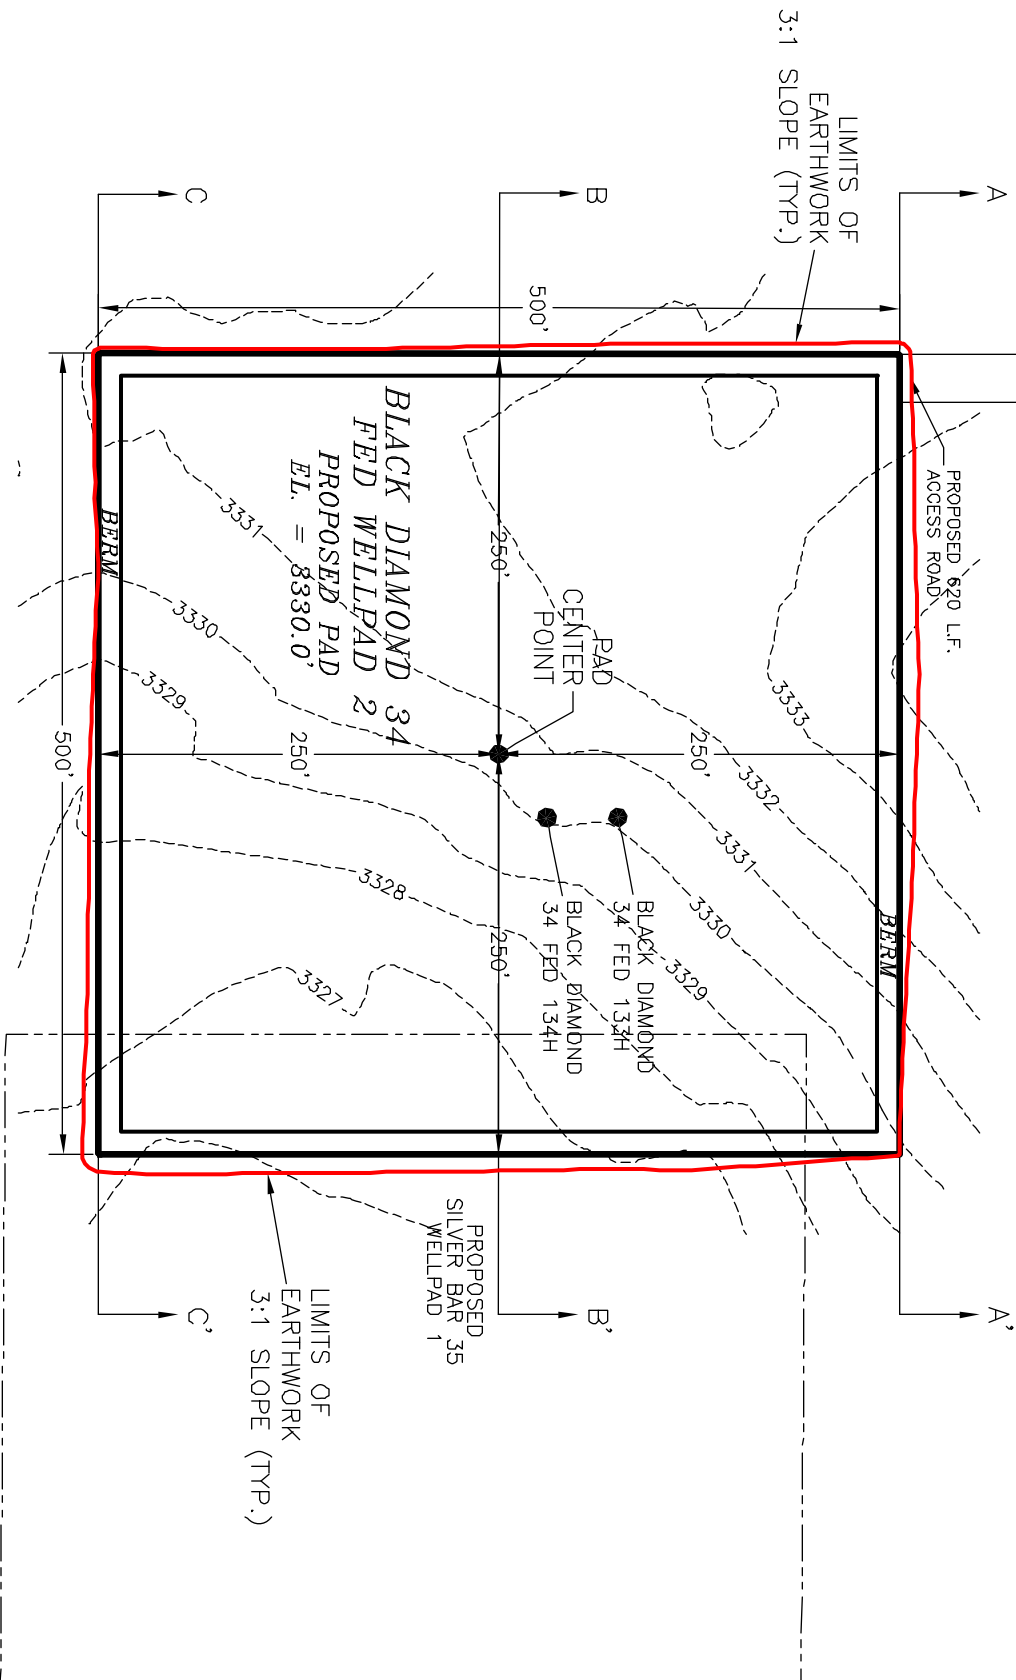 LIMITS OF
EARTHWORK
3:1 SLOPE (TYP.)
A
B
C
500'
PROPOSED 620 L.F.
ACCESS ROAD
BLACK DIAMOND 34
FED WELLPAD 2
PROPOSED PAD
EL. = 3330.0'
BERM
250'
PAD
CENTER
POINT
3333
3332
3331
3330
3329
3331
3330
3329
3328
3327
250'
250'
500'
BERM
BLACK DIAMOND
34 FED 133H
BLACK DIAMOND
34 FED 134H
250'
PROPOSED
SILVER BAR 35
WELLPAD 1
A'
B'
C'
LIMITS OF
EARTHWORK
3:1 SLOPE (TYP.)